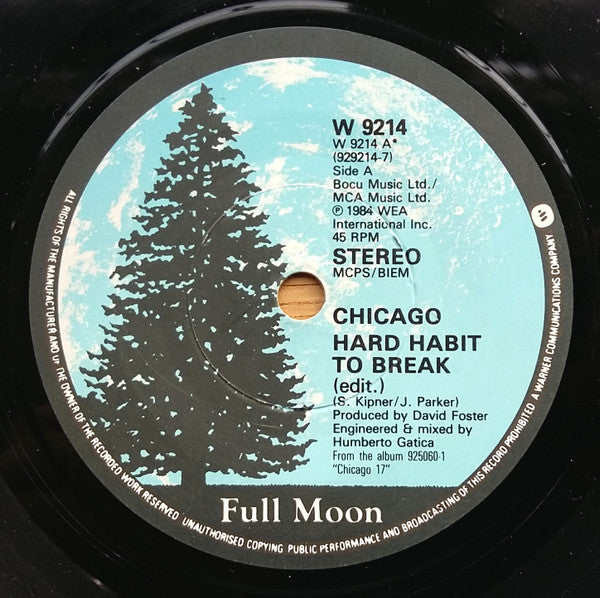 W 9214
W 9214 A*
(929214-7)
Side A
Bocu Music Ltd./
MCA Music Ltd.
℗ 1984 WEA
International Inc.
45 RPM
STEREO
MCPS/BIEM
CHICAGO
HARD HABIT
TO BREAK
(edit.)
(S. Kipner/J. Parker)
Produced by David Foster
Engineered & mixed by
Humberto Gatica
From the album 925060-1
"Chicago 17"
Full Moon
ALL RIGHTS OF THE MANUFACTURER AND OF THE OWNER OF THE RECORDED WORK RESERVED. UNAUTHORISED COPYING PUBLIC PERFORMANCE AND BROADCASTING OF THIS RECORD PROHIBITED. A WARNER COMMUNICATIONS COMPANY